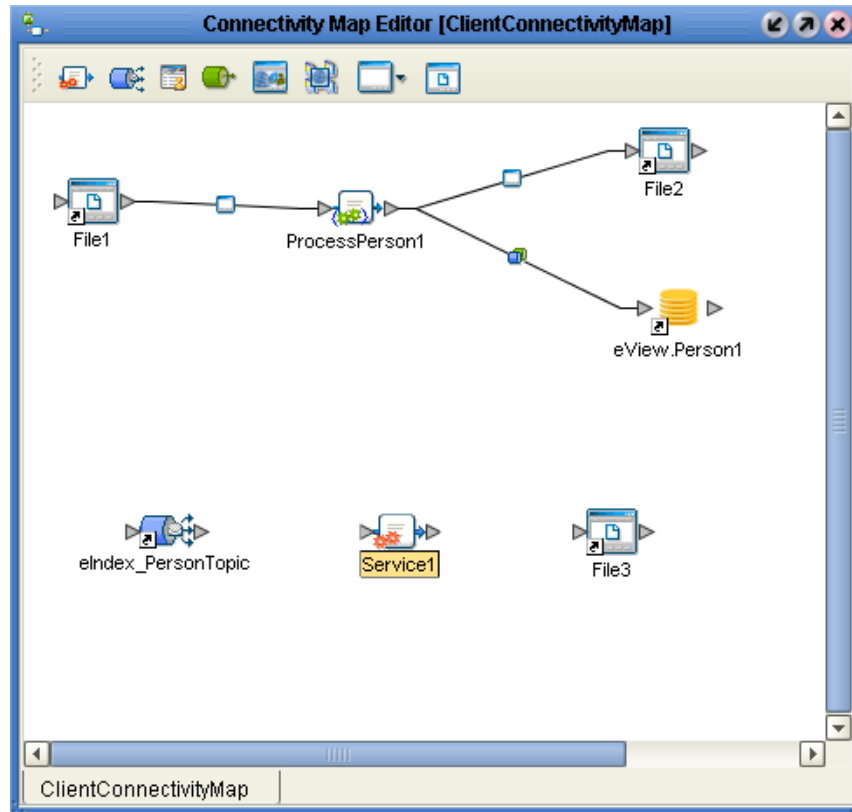 Connectivity Map Editor [ClientConnectivityMap]
File2
File1
ProcessPerson1
eView.Person1
eIndex_PersonTopic
Service1
File3
ClientConnectivityMap